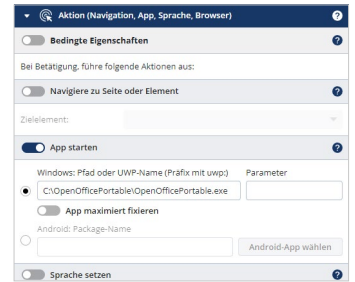 Aktion (Navigation, App, Sprache, Browser)
Bedingte Eigenschaften
Bei Betätigung, führe folgende Aktionen aus:
Navigiere zu Seite oder Element
Zielelement:
App starten
Windows: Pfad oder UWP-Name (Präfix mit uwp:) Parameter
C:\OpenOfficePortable\OpenOfficePortable.exe
App maximiert fixieren
Android: Package-Name
Android-App wählen
Sprache setzen